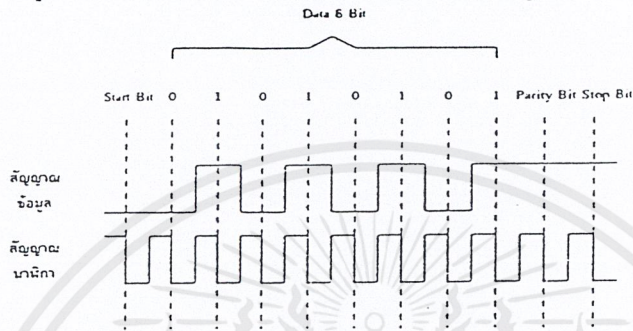 Data 8 Bit
Start Bit 0 1 0 1 0 1 0 1 Parity Bit Stop Bit
สัญญาณ
ข้อมูล
สัญญาณ
นาฬิกา